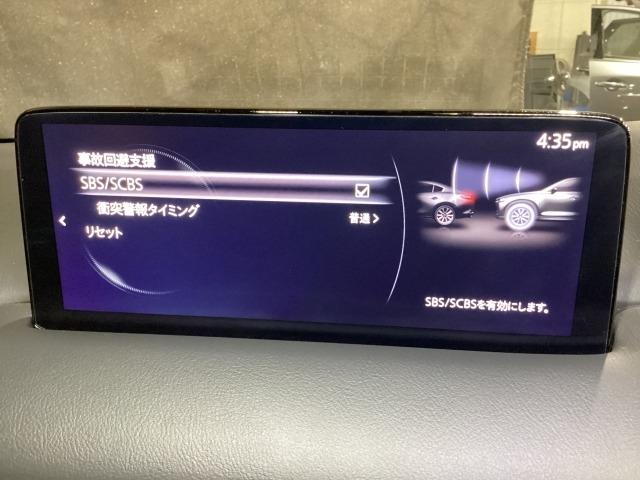 4:35pm
事故回避支援
SBS/SCBS
衝突警報タイミング
普通
リセット
SBS/SCBSを有効にします。